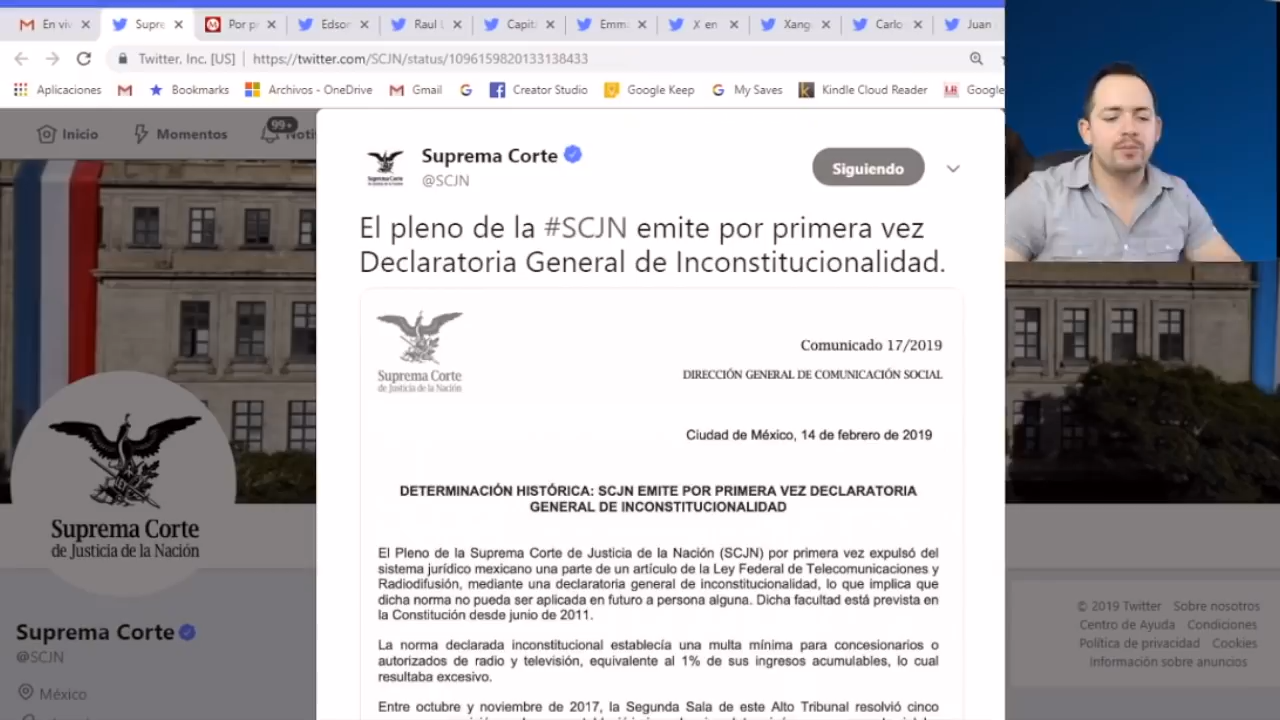 En viv
Supre
Por pr
Edsor
Raul L
Capit
Emm
X en
Xang
Carlo
Juan
Twitter, Inc. [US]
https://twitter.com/SCJN/status/1096159820133138433
Aplicaciones
Bookmarks
Archivos - OneDrive
Gmail
Creator Studio
Google Keep
My Saves
Kindle Cloud Reader
Google
Inicio
Momentos
99+
Noti
Suprema Corte
@SCJN
Siguiendo
El pleno de la #SCJN emite por primera vez
Declaratoria General de Inconstitucionalidad.
Suprema Corte
de Justicia de la Nación
Comunicado 17/2019
DIRECCIÓN GENERAL DE COMUNICACIÓN SOCIAL
Ciudad de México, 14 de febrero de 2019
DETERMINACIÓN HISTÓRICA: SCJN EMITE POR PRIMERA VEZ DECLARATORIA
GENERAL DE INCONSTITUCIONALIDAD
El Pleno de la Suprema Corte de Justicia de la Nación (SCJN) por primera vez expulsó del
sistema jurídico mexicano una parte de un artículo de la Ley Federal de Telecomunicaciones y
Radiodifusión, mediante una declaratoria general de inconstitucionalidad, lo que implica que
dicha norma no pueda ser aplicada en futuro a persona alguna. Dicha facultad está prevista en
la Constitución desde junio de 2011.
La norma declarada inconstitucional establecía una multa mínima para concesionarios o
autorizados de radio y televisión, equivalente al 1% de sus ingresos acumulables, lo cual
resultaba excesivo.
Entre octubre y noviembre de 2017, la Segunda Sala de este Alto Tribunal resolvió cinco
Suprema Corte
de Justicia de la Nación
Suprema Corte
@SCJN
México
© 2019 Twitter Sobre nosotros
Centro de Ayuda Condiciones
Política de privacidad Cookies
Información sobre anuncios